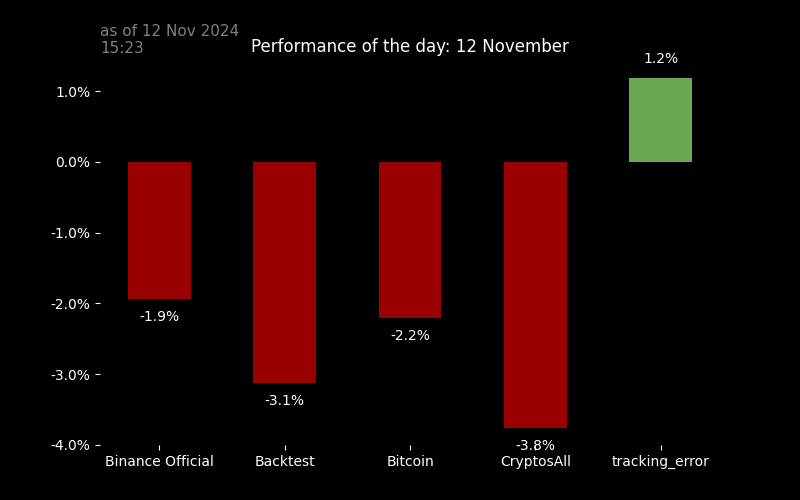 as of 12 Nov 2024
15:23
Performance of the day: 12 November
1.2%
1.0%
0.0%
-1.0%
-2.0%
-3.0%
-4.0%
-1.9%
-3.1%
-2.2%
-3.8%
Binance Official
Backtest
Bitcoin
CryptosAll
tracking_error